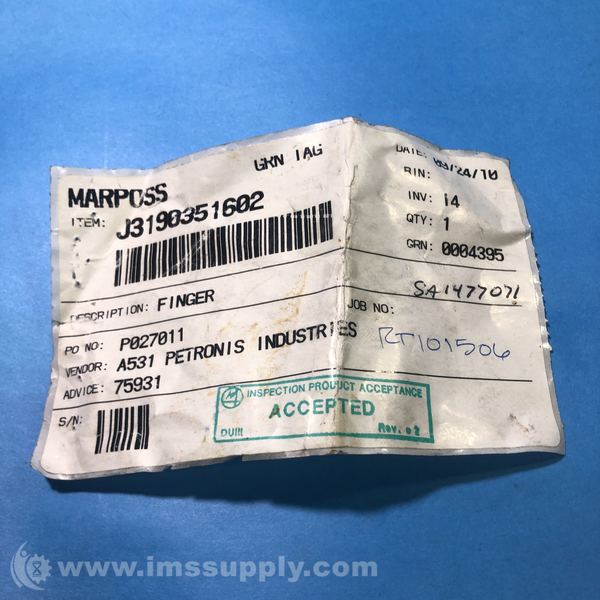 GRN TAG
DATE: 09/24/10
MARPOSS
BIN:
ITEM: J3190351602
INV: i4
QTY: 1
GRN: 0004395
SA1477071
DESCRIPTION: FINGER
JOB NO:
PO NO: P027011
RT101506
VENDOR: A531 PETRONIS INDUSTRIES
ADVICE: 75931
INSPECTION PRODUCT ACCEPTANCE
ACCEPTED
S/N:
DUIII
Rev. 02
www.imssupply.com